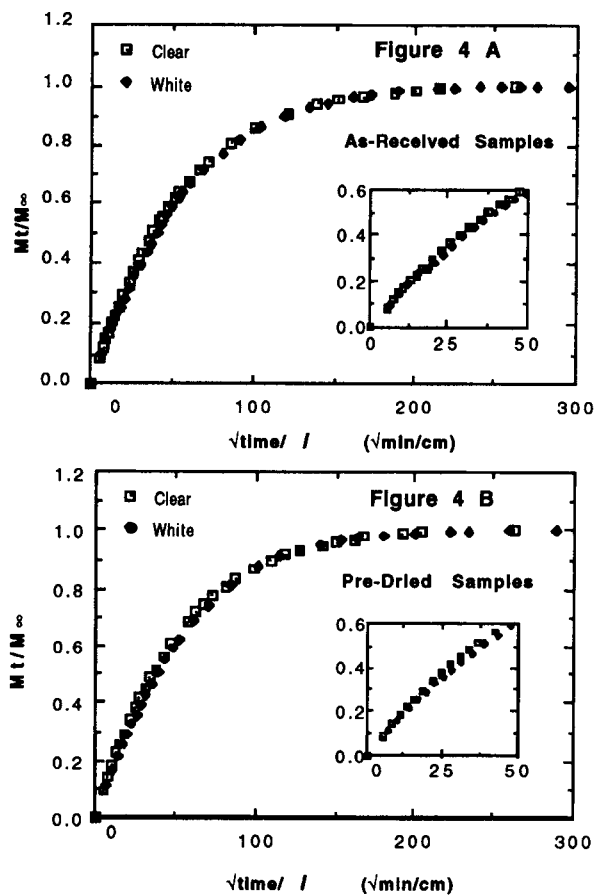 1.2
Clear
Figure 4 A
White
1.0
0.8
As-Received Samples
0.6
Mt/M∞
0.6
0.4
0.4
0.2
0.2
0.0
0 25 50
0.0
0 100 200 300
√time/ l (√min/cm)
1.2
Clear
Figure 4 B
White
1.0
0.8
Pre-Dried Samples
0.6
Mt/M∞
0.6
0.4
0.4
0.2
0.2
0.0
0 25 50
0.0
0 100 200 300
√time/ l (√min/cm)